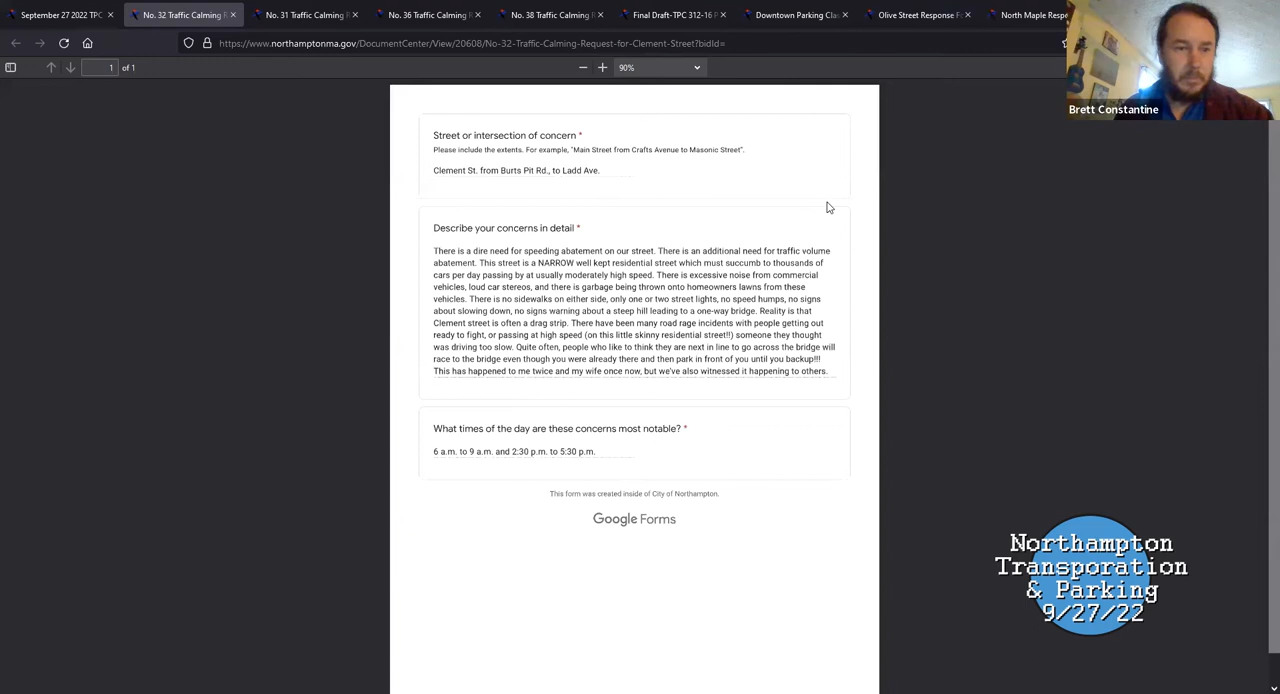 September 27 2022 TPC
No. 32 Traffic Calming R
No. 31 Traffic Calming R
No. 36 Traffic Calming R
No. 38 Traffic Calming R
Final Draft-TPC 312-16 P
Downtown Parking Cla
Olive Street Response F
North Maple Respo
https://www.northamptonma.gov/DocumentCenter/View/20608/No-32-Traffic-Calming-Request-for-Clement-Street?bidId=
1 of 1
90%
Brett Constantine
Street or intersection of concern *
Please include the extents. For example, "Main Street from Crafts Avenue to Masonic Street".
Clement St. from Burts Pit Rd., to Ladd Ave.
Describe your concerns in detail *
There is a dire need for speeding abatement on our street. There is an additional need for traffic volume
abatement. This street is a NARROW well kept residential street which must succumb to thousands of
cars per day passing by at usually moderately high speed. There is excessive noise from commercial
vehicles, loud car stereos, and there is garbage being thrown onto homeowners lawns from these
vehicles. There is no sidewalks on either side, only one or two street lights, no speed humps, no signs
about slowing down, no signs warning about a steep hill leading to a one-way bridge. Reality is that
Clement street is often a drag strip. There have been many road rage incidents with people getting out
ready to fight, or passing at high speed (on this little skinny residential street!!) someone they thought
was driving too slow. Quite often, people who like to think they are next in line to go across the bridge will
race to the bridge even though you were already there and then park in front of you until you backup!!!
This has happened to me twice and my wife once now, but we've also witnessed it happening to others.
What times of the day are these concerns most notable? *
6 a.m. to 9 a.m. and 2:30 p.m. to 5:30 p.m.
This form was created inside of City of Northampton.
Google Forms
Northampton
Transporation
& Parking
9/27/22